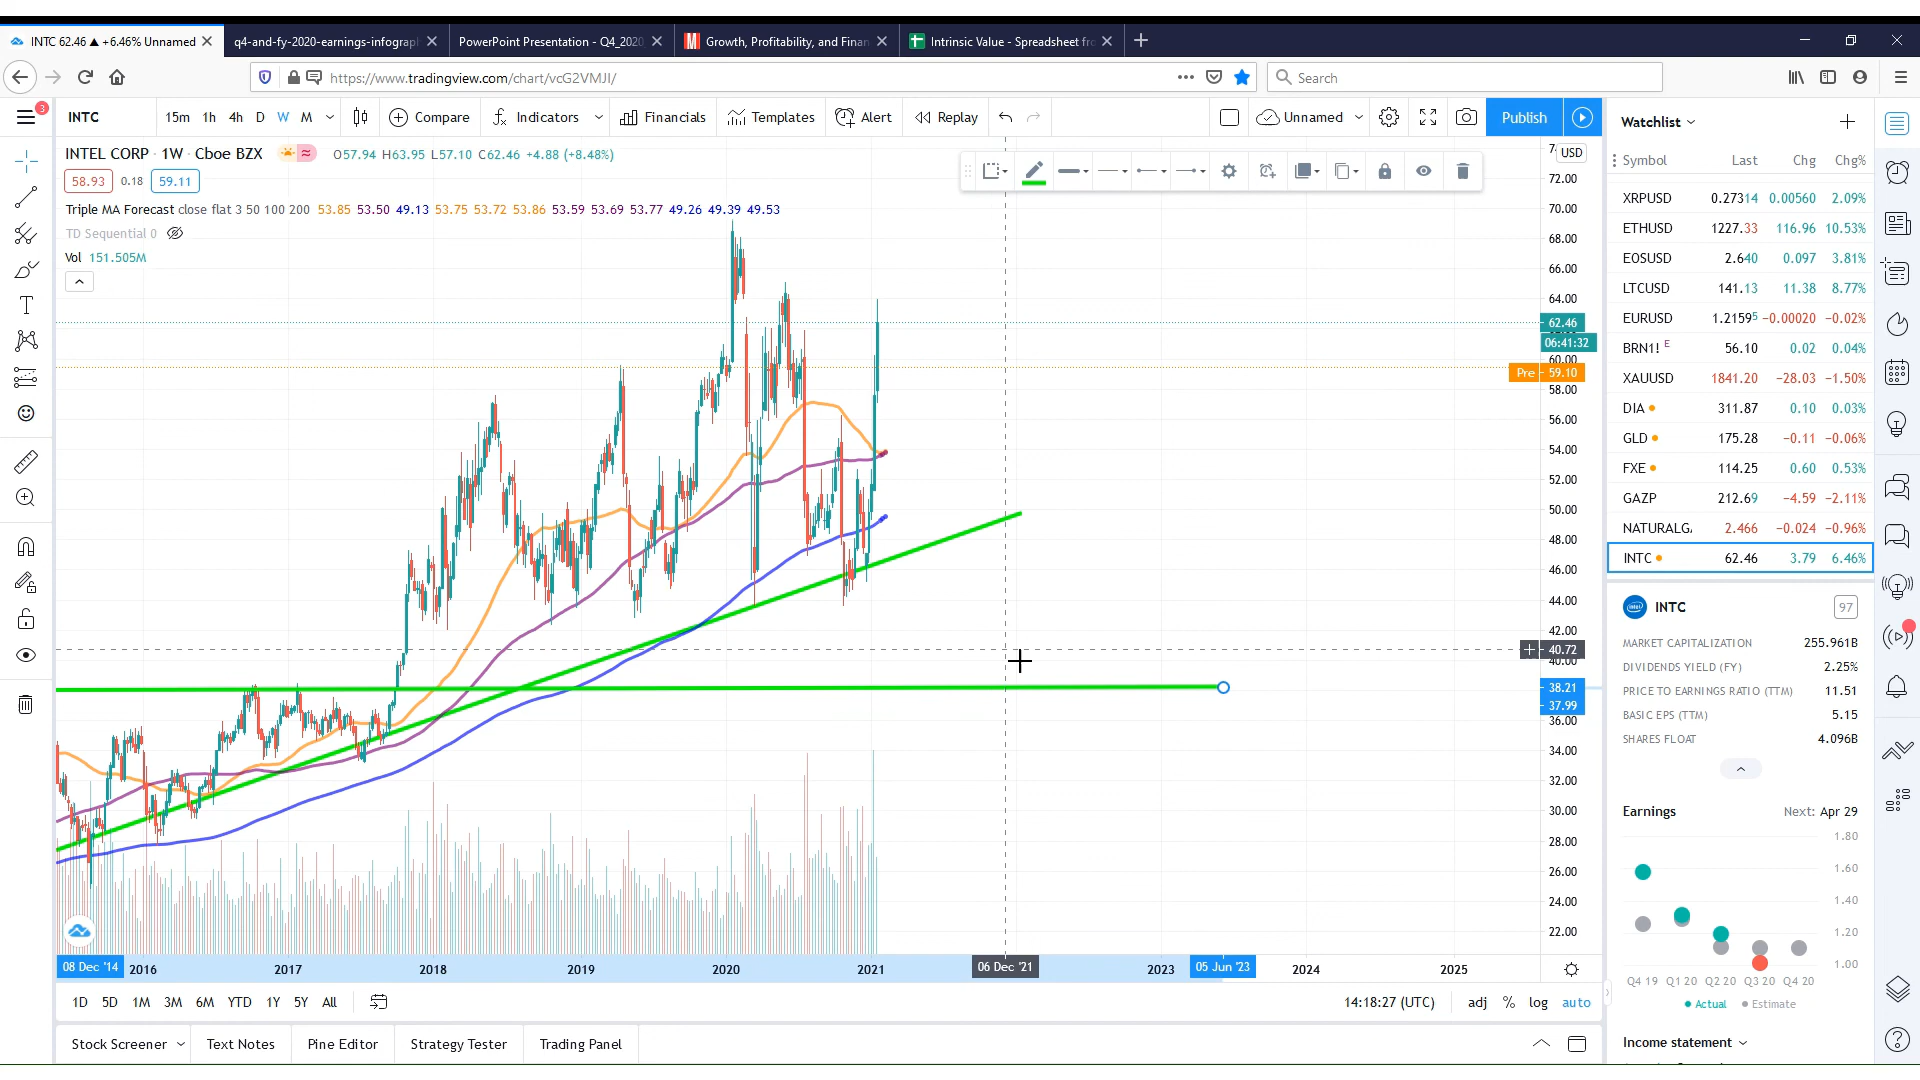 INTC 62.46 ▲ +6.46% Unnamed
q4-and-fy-2020-earnings-infograp
PowerPoint Presentation - Q4_2020
Growth, Profitability, and Finan
Intrinsic Value - Spreadsheet fr
https://www.tradingview.com/chart/vcG2VMJI/
Search
3
INTC
15m 1h 4h D W M
Compare
Indicators
Financials
Templates
Alert
Replay
Unnamed
Publish
INTEL CORP · 1W · Cboe BZX
O57.94 H63.95 L57.10 C62.46 +4.88 (+8.48%)
58.93 0.18 59.11
Triple MA Forecast close flat 3 50 100 200 53.85 53.50 49.13 53.75 53.72 53.86 53.59 53.69 53.77 49.26 49.39 49.53
TD Sequential 0
Vol 151.505M
USD
72.00
70.00
68.00
66.00
64.00
62.46
06:41:32
60.00
Pre 59.10
58.00
56.00
54.00
52.00
50.00
48.00
46.00
44.00
42.00
40.72
40.00
38.21
37.99
36.00
34.00
32.00
30.00
28.00
26.00
24.00
22.00
08 Dec '14 2016 2017 2018 2019 2020 2021 06 Dec '21 2023 05 Jun '23 2024 2025
1D 5D 1M 3M 6M YTD 1Y 5Y All
14:18:27 (UTC) adj % log auto
Stock Screener Text Notes Pine Editor Strategy Tester Trading Panel
Watchlist
Symbol Last Chg Chg%
XRPUSD 0.27314 0.00560 2.09%
ETHUSD 1227.33 116.96 10.53%
EOSUSD 2.640 0.097 3.81%
LTCUSD 141.13 11.38 8.77%
EURUSD 1.21595 −0.00020 −0.02%
BRN1! E 56.10 0.02 0.04%
XAUUSD 1841.20 −28.03 −1.50%
DIA 311.87 0.10 0.03%
GLD 175.28 −0.11 −0.06%
FXE 114.25 0.60 0.53%
GAZP 212.69 −4.59 −2.11%
NATURALG 2.466 −0.024 −0.96%
INTC 62.46 3.79 6.46%
INTC 97
MARKET CAPITALIZATION 255.961B
DIVIDENDS YIELD (FY) 2.25%
PRICE TO EARNINGS RATIO (TTM) 11.51
BASIC EPS (TTM) 5.15
SHARES FLOAT 4.096B
Earnings Next: Apr 29
1.80
1.60
1.40
1.20
1.00
Q4 19 Q1 20 Q2 20 Q3 20 Q4 20
Actual Estimate
Income statement